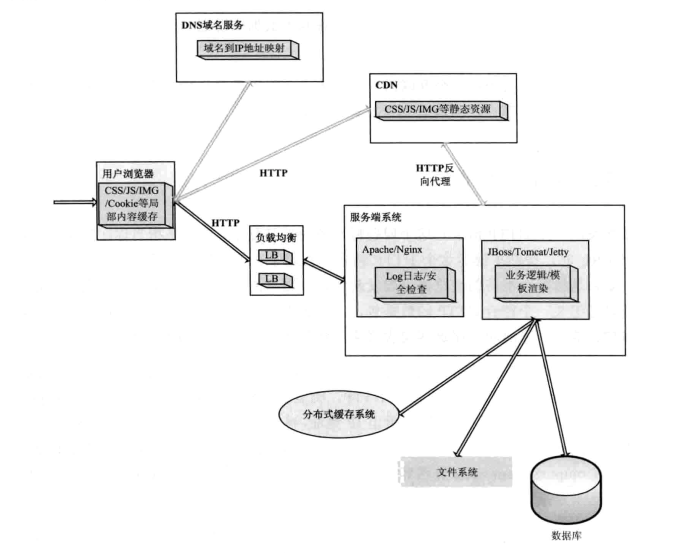 DNS域名服务
域名到IP地址映射
CDN
CSS/JS/IMG等静态资源
HTTP
HTTP反
向代理
用户浏览器
CSS/JS/IMG
/Cookie等局
部内容缓存
HTTP
负载均衡
LB
LB
服务端系统
Apache/Nginx
Log日志/安
全检查
JBoss/Tomcat/Jetty
业务逻辑/模
板渲染
分布式缓存系统
文件系统
数据库